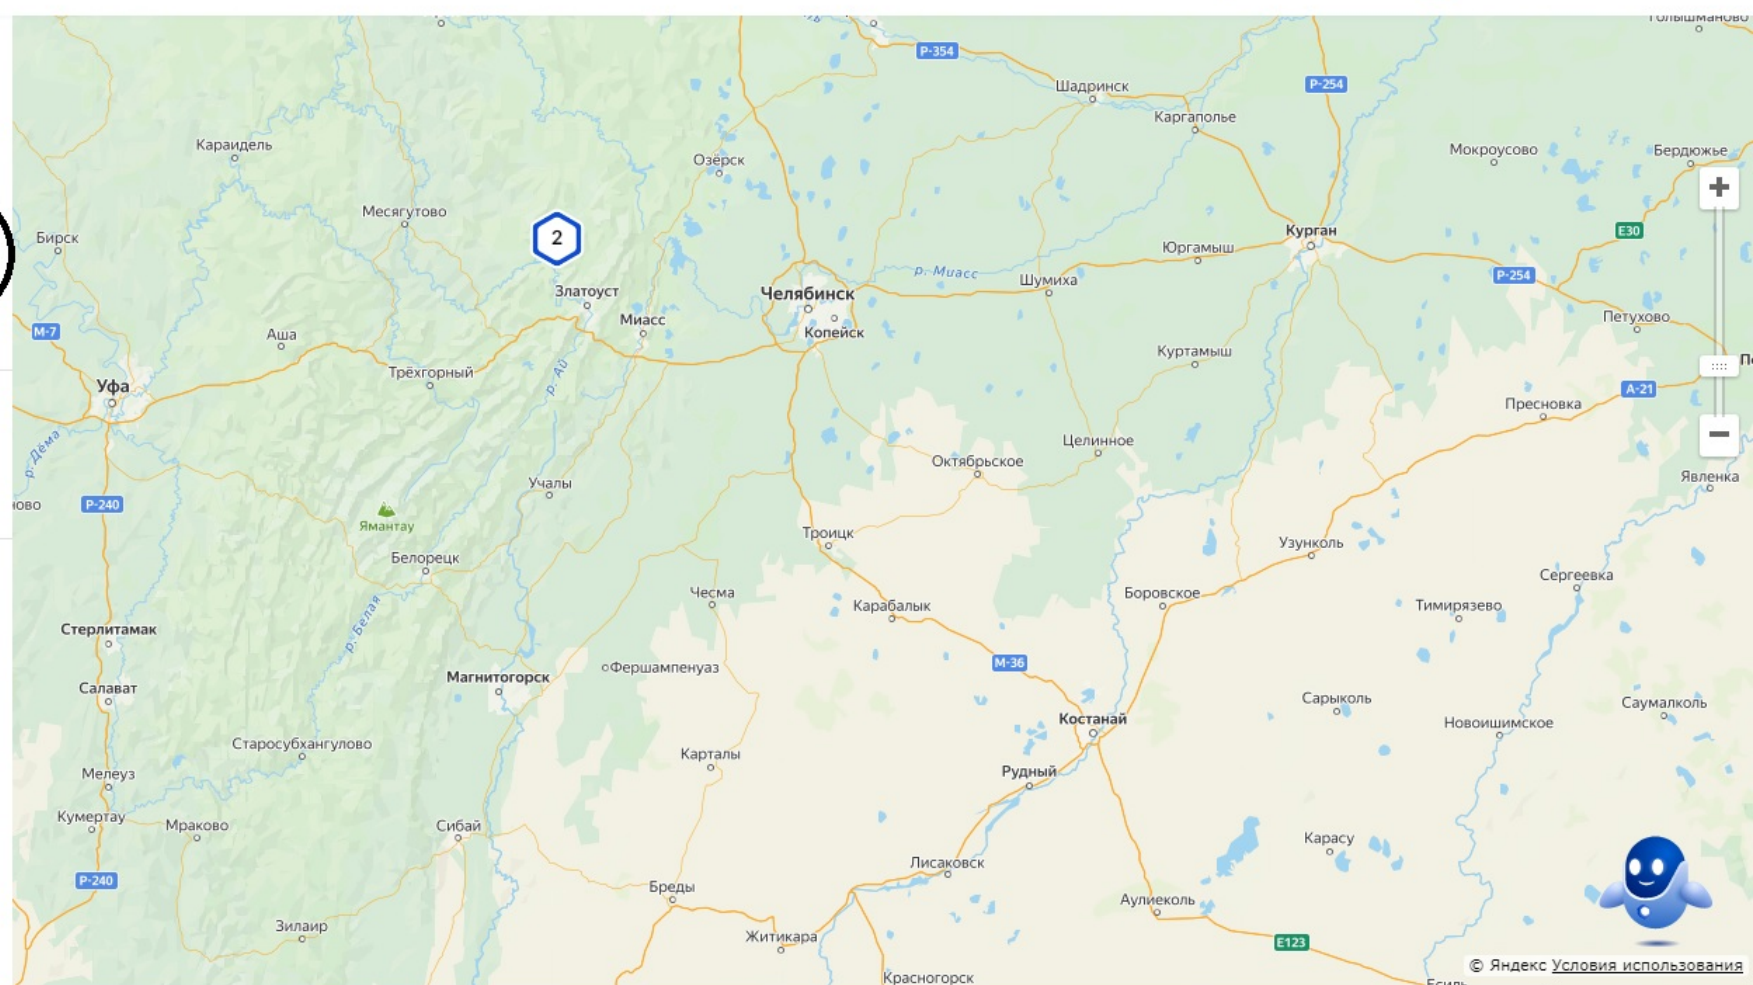 Голышманово
Р-354
Шадринск
Р-254
Каргаполье
Караидель
Озёрск
Мокроусово
Бердюжье
Месягутово
Бирск
2
Юргамыш
Курган
E30
р. Миасс
Шумиха
Р-254
Златоуст
Челябинск
Миасс
Копейск
Петухово
М-7
Аша
Трёхгорный
Куртамыш
А-21
Уфа
р. Ай
Пресновка
р. Дёма
Целинное
Октябрьское
Явленка
Учалы
Р-240
Ямантау
Троицк
Узунколь
Белорецк
Сергеевка
Чесма
Карабалык
Боровское
Тимирязево
р. Белая
Стерлитамак
М-36
Фершампенуаз
Магнитогорск
Салават
Сарыколь
Саумалколь
Костанай
Новоишимское
Старосубхангулово
Карталы
Рудный
Мелеуз
Кумертау
Мраково
Сибай
Карасу
Лисаковск
Р-240
Бреды
Аулиеколь
Зилаир
Житикара
E123
© Яндекс Условия использования
Красногорск